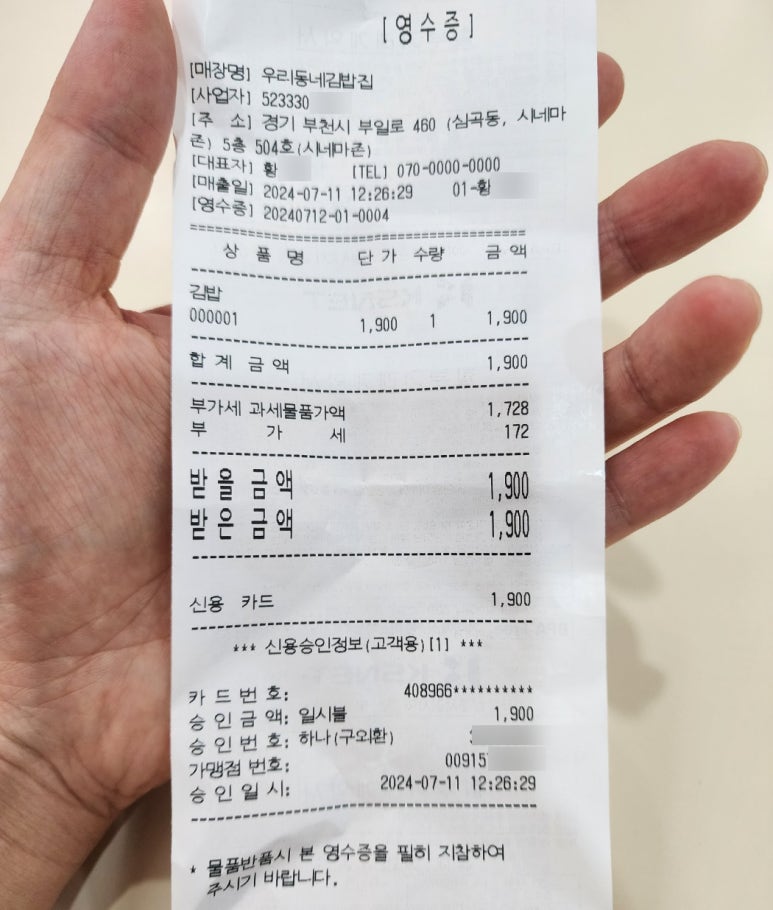 [영수증]
[매장명] 우리동네김밥집
[사업자] 523330
[주 소] 경기 부천시 부일로 460 (심곡동, 시네마
존) 5층 504호(시네마존)
[대표자] 황 [TEL] 070-0000-0000
[매출일] 2024-07-11 12:26:29 01-황
[영수증] 20240712-01-0004
상 품 명 단 가 수량 금 액
김밥
000001 1,900 1 1,900
합 계 금 액 1,900
부가세 과세물품가액 1,728
부 가 세 172
받 을 금 액 1,900
받 은 금 액 1,900
신용 카드 1,900
*** 신용승인정보(고객용)[1] ***
카 드 번 호: 408966**********
승 인 금 액: 일시불 1,900
승 인 번 호: 하나(구외환)
가맹점 번호: 00915
승 인 일 시: 2024-07-11 12:26:29
* 물품반품시 본 영수증을 필히 지참하여
주시기 바랍니다.